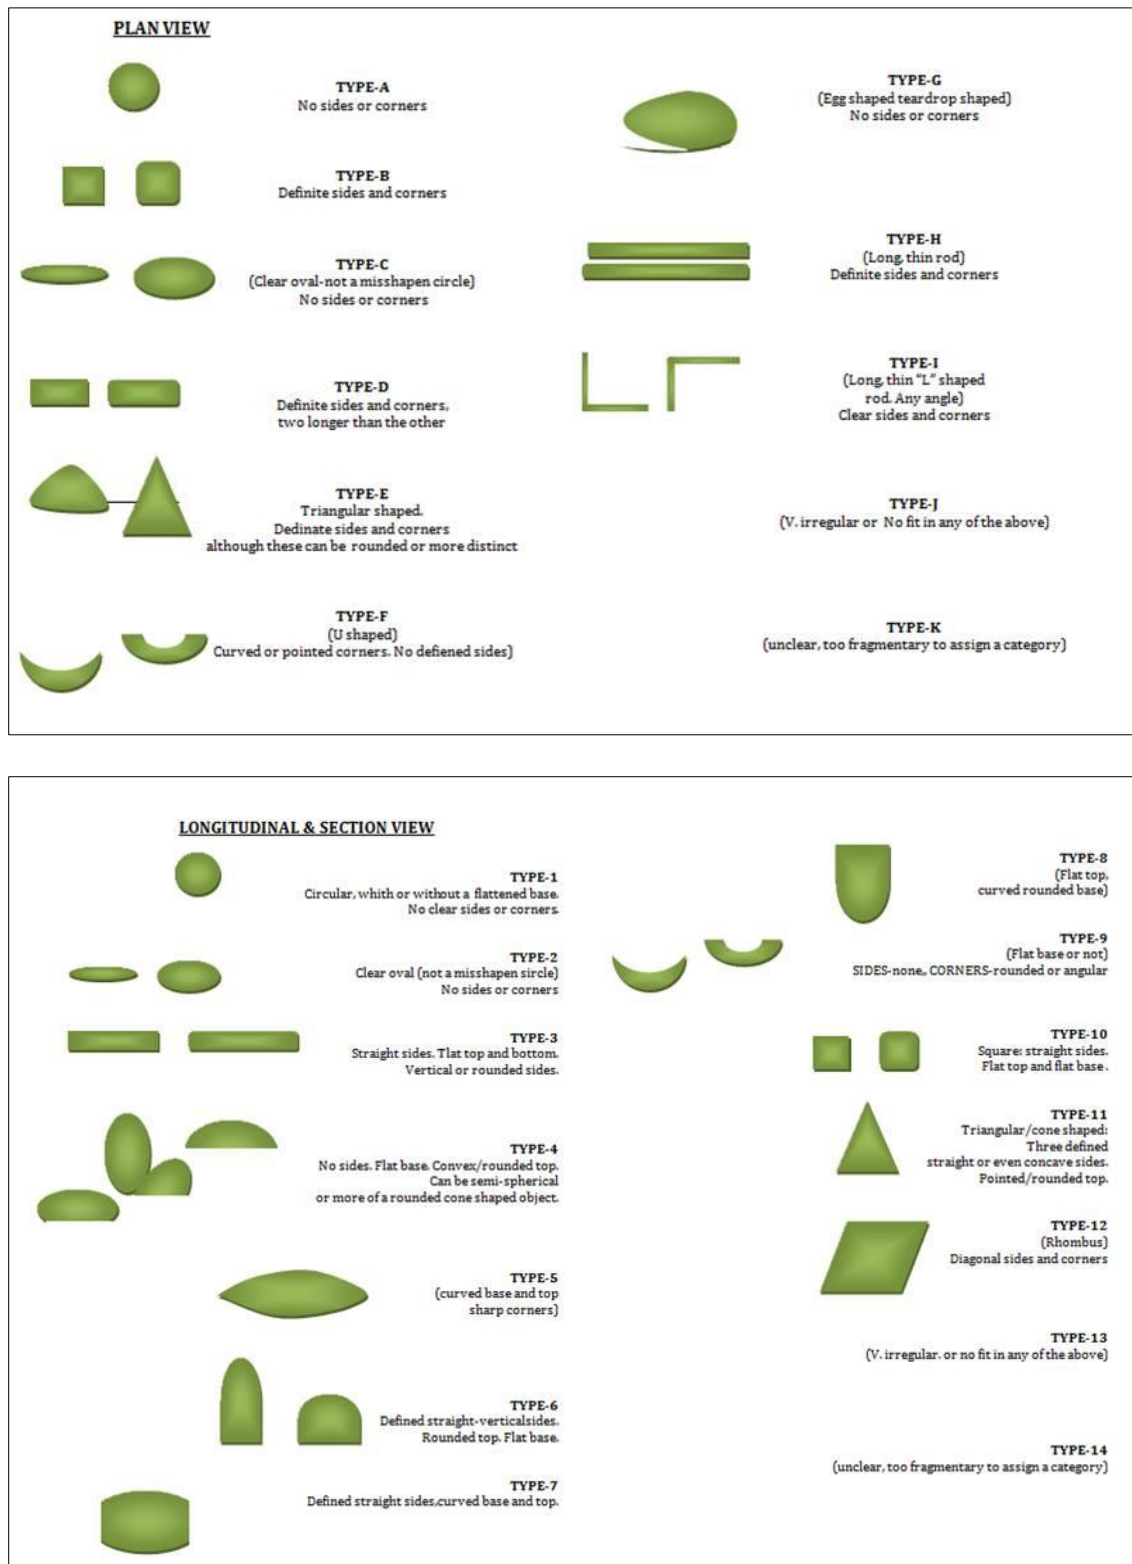 PLAN VIEW
TYPE-A
No sides or corners
TYPE-B
Definite sides and corners
TYPE-C
(Clear oval-not a misshapen circle)
No sides or corners
TYPE-D
Definite sides and corners,
two longer than the other
TYPE-E
Triangular shaped.
Dedinate sides and corners
although these can be rounded or more distinct
TYPE-F
(U shaped)
Curved or pointed corners. No defiened sides)
TYPE-G
(Egg shaped teardrop shaped)
No sides or corners
TYPE-H
(Long, thin rod)
Definite sides and corners
TYPE-I
(Long, thin "L" shaped
rod. Any angle)
Clear sides and corners
TYPE-J
(V. irregular or No fit in any of the above)
TYPE-K
(unclear, too fragmentary to assign a category)
LONGITUDINAL & SECTION VIEW
TYPE-1
Circular, whith or without a flattened base.
No clear sides or corners.
TYPE-2
Clear oval (not a misshapen sircle)
No sides or corners
TYPE-3
Straight sides. Tlat top and bottom.
Vertical or rounded sides.
TYPE-4
No sides. Flat base. Convex/rounded top.
Can be semi-spherical
or more of a rounded cone shaped object.
TYPE-5
(curved base and top
sharp corners)
TYPE-6
Defined straight-verticalsides.
Rounded top. Flat base.
TYPE-7
Defined straight sides,curved base and top.
TYPE-8
(Flat top,
curved rounded base)
TYPE-9
(Flat base or not)
SIDES-none,, CORNERS-rounded or angular
TYPE-10
Square: straight sides.
Flat top and flat base.
TYPE-11
Triangular/cone shaped:
Three defined
straight or even concave sides.
Pointed/rounded top.
TYPE-12
(Rhombus)
Diagonal sides and corners
TYPE-13
(V. irregular. or no fit in any of the above)
TYPE-14
(unclear, too fragmentary to assign a category)